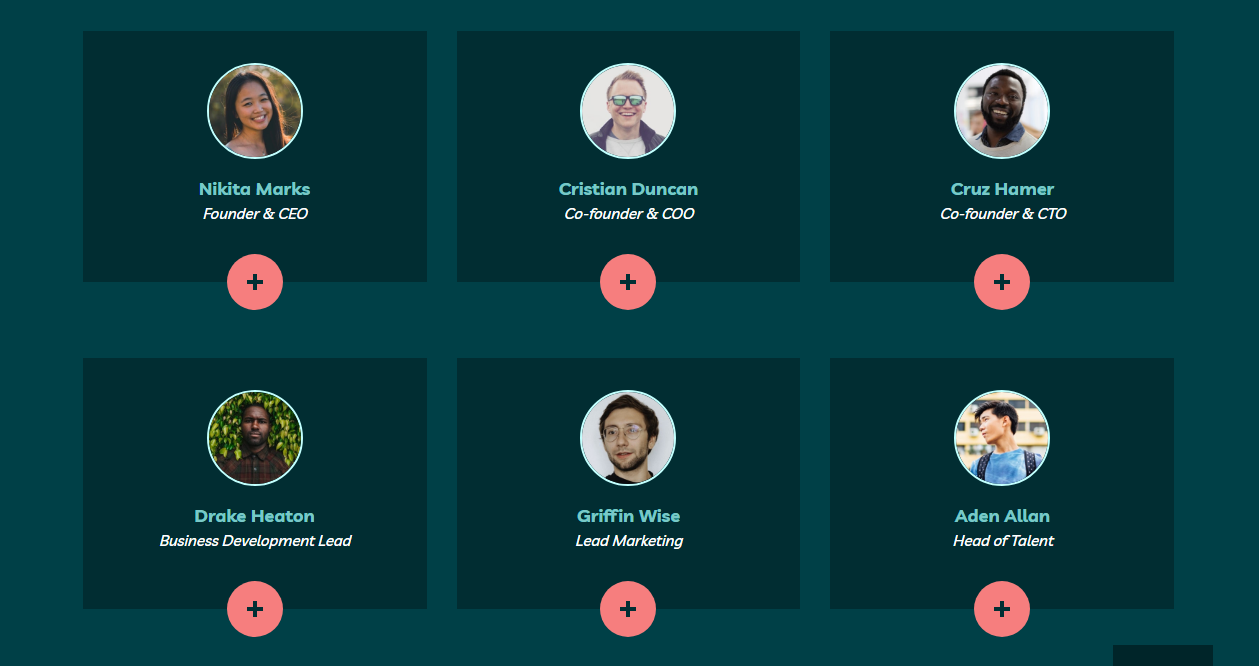 Nikita Marks
Founder & CEO
Cristian Duncan
Co-founder & COO
Cruz Hamer
Co-founder & CTO
Drake Heaton
Business Development Lead
Griffin Wise
Lead Marketing
Aden Allan
Head of Talent